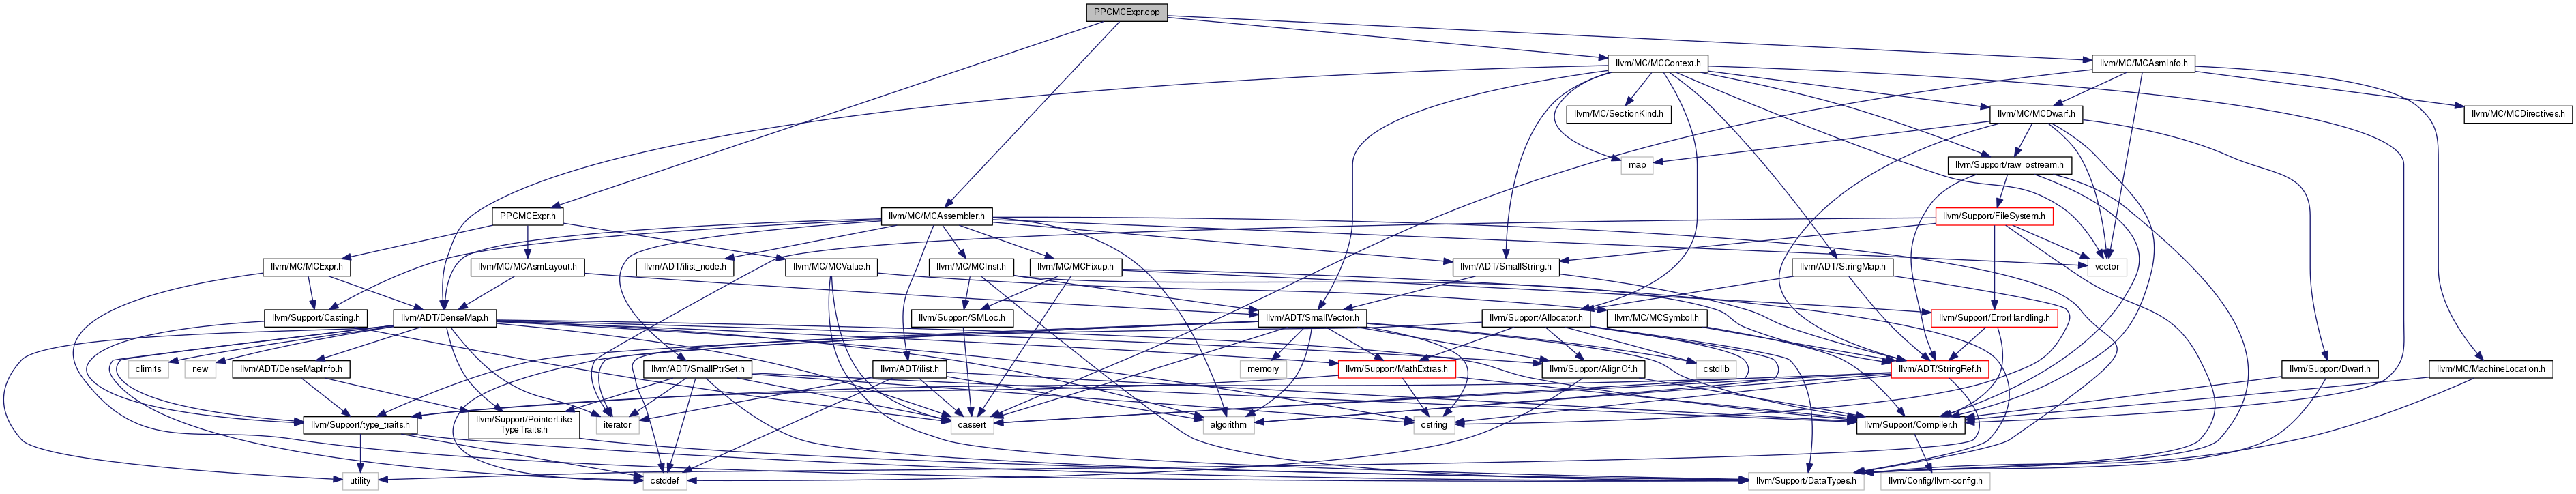 PPCMCExpr.cpp
llvm/MC/MCContext.h
llvm/MC/MCAsmInfo.h
llvm/MC/SectionKind.h
llvm/MC/MCDwarf.h
llvm/MC/MCDirectives.h
map
llvm/Support/raw_ostream.h
PPCMCExpr.h
llvm/MC/MCAssembler.h
llvm/Support/FileSystem.h
llvm/MC/MCExpr.h
llvm/MC/MCAsmLayout.h
llvm/ADT/ilist_node.h
llvm/MC/MCValue.h
llvm/MC/MCInst.h
llvm/MC/MCFixup.h
llvm/ADT/SmallString.h
llvm/ADT/StringMap.h
vector
llvm/Support/Casting.h
llvm/ADT/DenseMap.h
llvm/Support/SMLoc.h
llvm/ADT/SmallVector.h
llvm/Support/Allocator.h
llvm/MC/MCSymbol.h
llvm/Support/ErrorHandling.h
climits
new
llvm/ADT/DenseMapInfo.h
llvm/ADT/SmallPtrSet.h
llvm/ADT/ilist.h
memory
llvm/Support/MathExtras.h
llvm/Support/AlignOf.h
cstdlib
llvm/ADT/StringRef.h
llvm/Support/Dwarf.h
llvm/MC/MachineLocation.h
llvm/Support/type_traits.h
llvm/Support/PointerLike
TypeTraits.h
iterator
cassert
algorithm
cstring
llvm/Support/Compiler.h
utility
cstddef
llvm/Support/DataTypes.h
llvm/Config/llvm-config.h